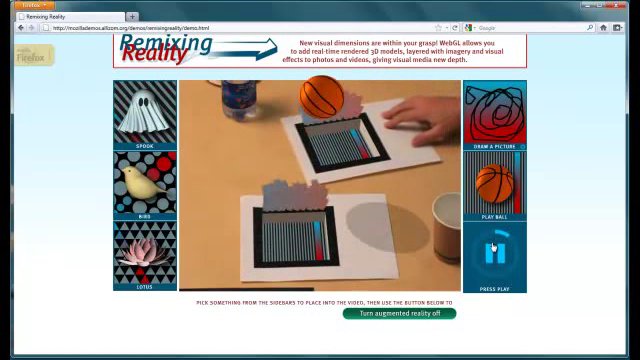 Firefox
Remixing Reality
http://mozillademos.allizom.org/demos/remixingreality/demo.html
Google
Remixing
Reality
New visual dimensions are within your grasp! WebGL allows you
to add real-time rendered 3D models, layered with imagery and visual
effects to photos and videos, giving visual media new depth.
Firefox
SPOOK
BIRD
LOTUS
DRAW A PICTURE
PLAY BALL
PRESS PLAY
PICK SOMETHING FROM THE SIDEBARS TO PLACE INTO THE VIDEO, THEN USE THE BUTTON BELOW TO
Turn augmented reality off